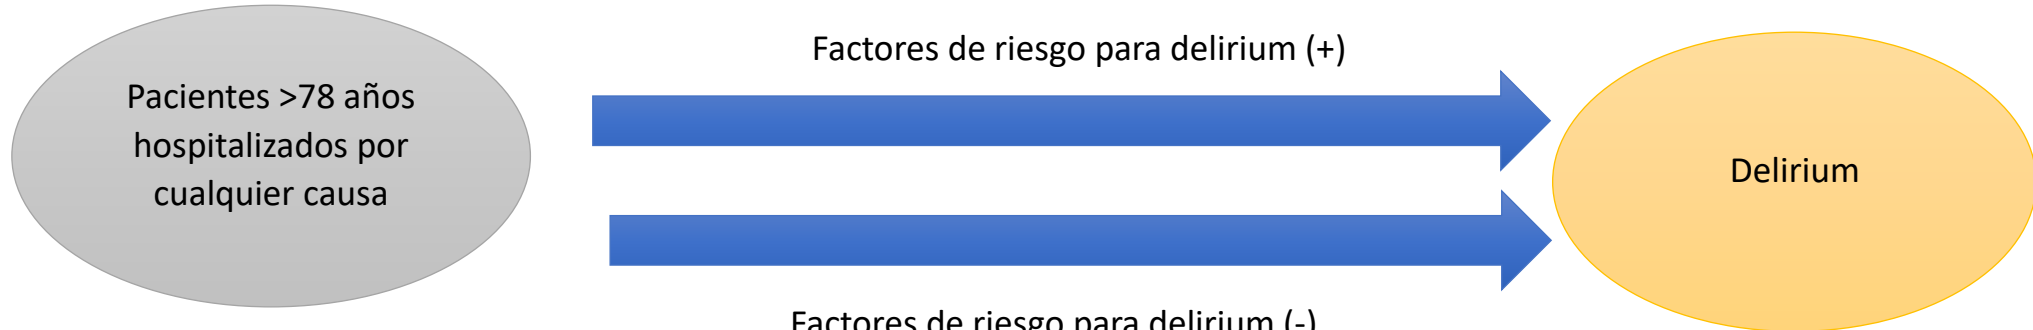 Factores de riesgo para delirium (+)
Pacientes >78 años
hospitalizados por
cualquier causa
Delirium
Factores de riesgo para delirium (-)